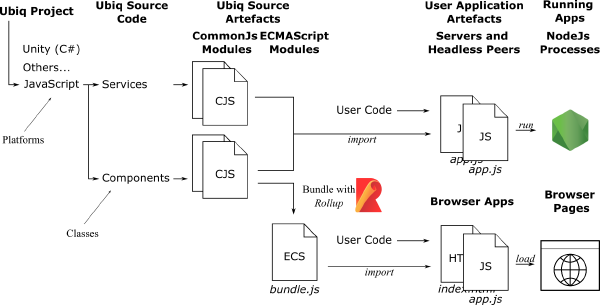 Ubiq Project
Ubiq Source
Code
Ubiq Source
Artefacts
User Application
Artefacts
Running
Apps
CommonJs
Modules
ECMAScript
Modules
Servers and
Headless Peers
NodeJs
Processes
Unity (C#)
Others...
JavaScript
Services
CJS
User Code
import
JS
app.js
app.js
run
Platforms
Components
CJS
Classes
Bundle with
Rollup
Browser Apps
Browser
Pages
ECS
bundle.js
User Code
import
HT
JS
index.html
app.js
load